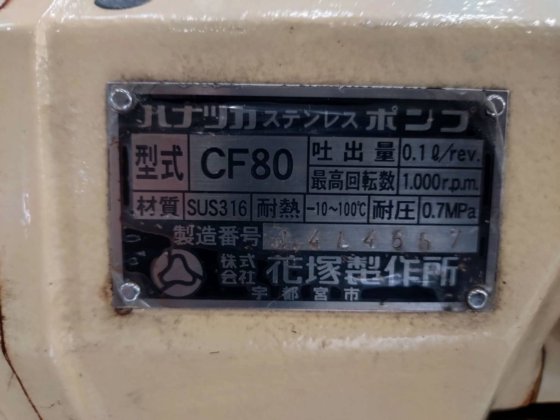 ハナツカステンレスポンプ
型式 CF80 吐出量 0.1ℓ/rev.
最高回転数 1.000r.p.m.
材質 SUS316 耐熱 -10~100℃ 耐圧 0.7MPa
製造番号
株式会社 花塚製作所
宇都宮市